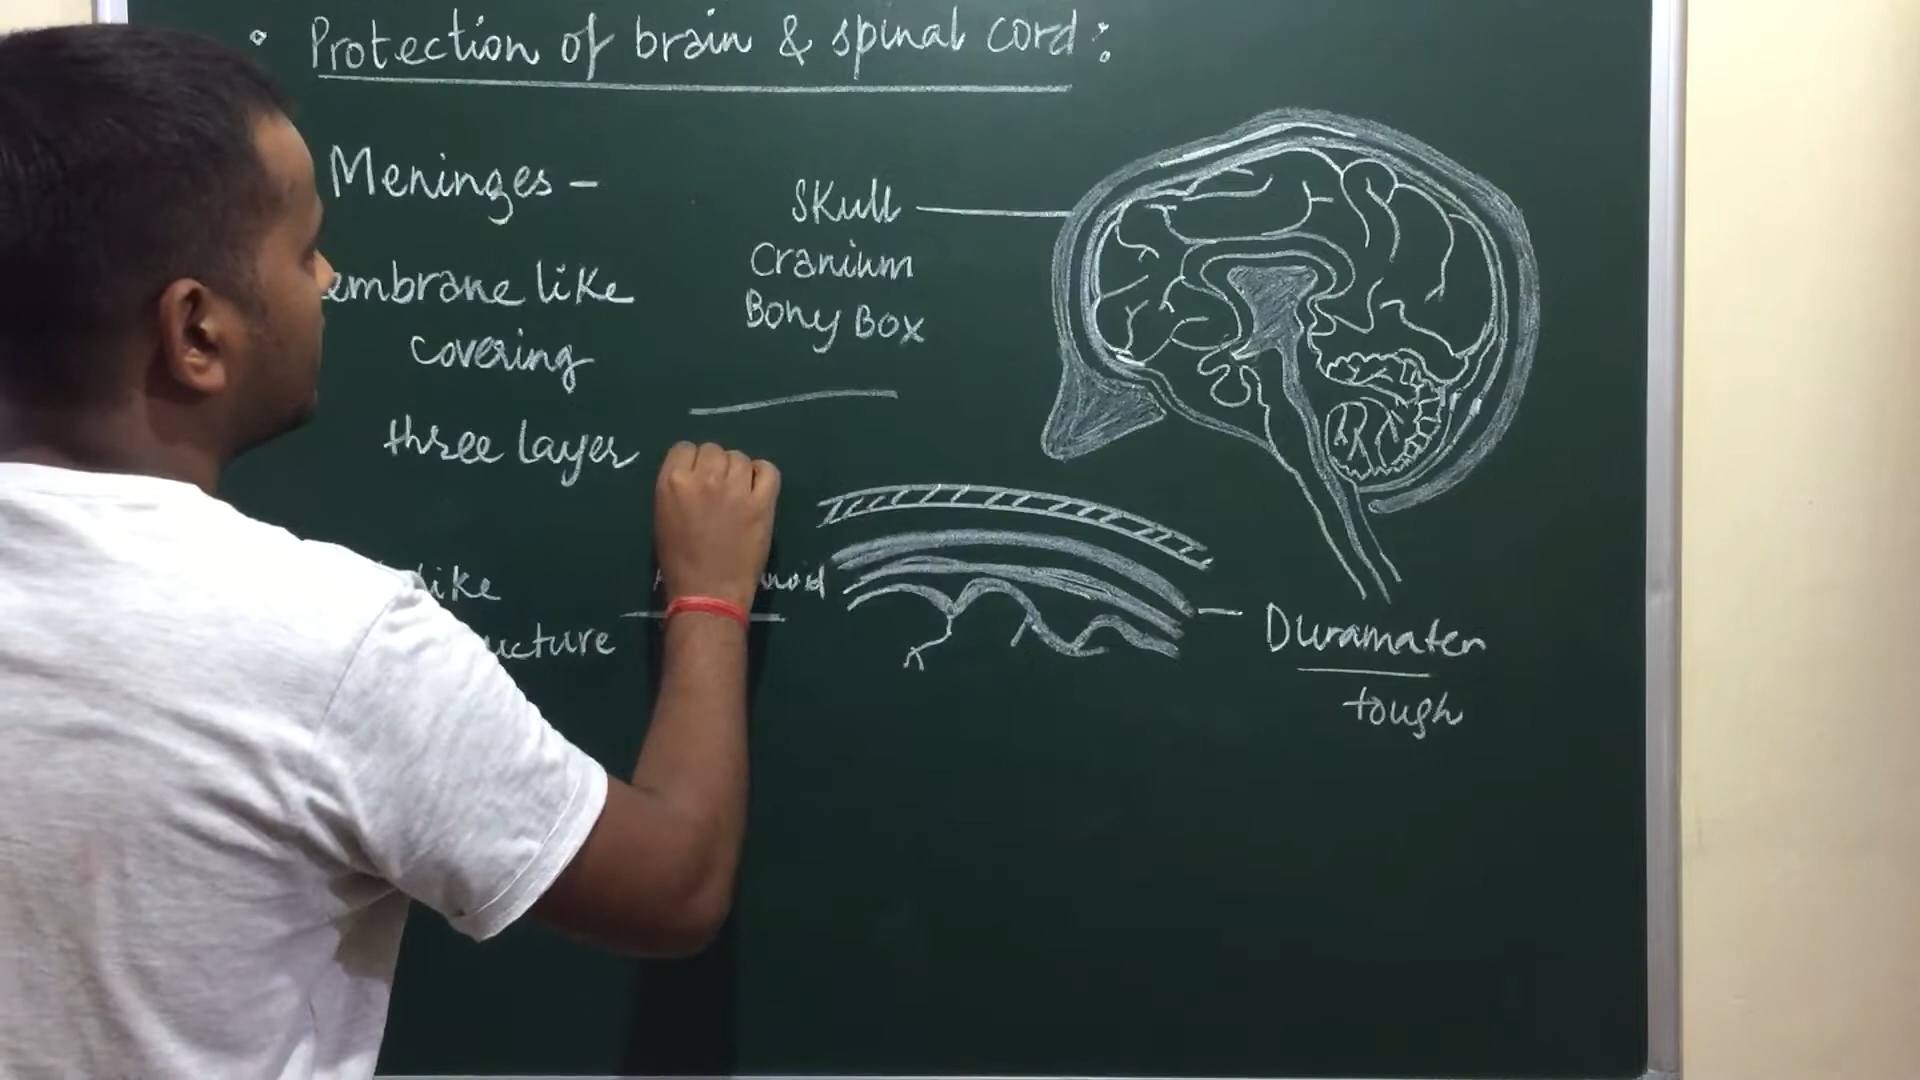 • Protection of brain & spinal cord:
Meninges -
embrane like
covering
three layer
like
ucture
Skull
Cranium
Bony Box
noid
Duramater
tough